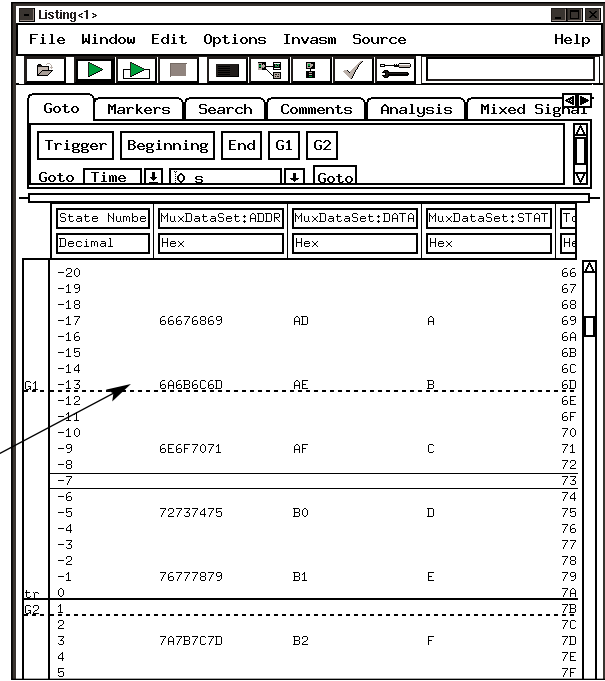 Listing<1>
File Window Edit Options Invasm Source Help
Goto Markers Search Comments Analysis Mixed Signal
Trigger Beginning End G1 G2
Goto Time 0 s Goto
State Numbe MuxDataSet:ADDR MuxDataSet:DATA MuxDataSet:STAT To
Decimal Hex Hex Hex He
-20 66
-19 67
-18 68
-17 66676869 AD A 69
-16 6A
-15 6B
-14 6C
G1 -13 6A6B6C6D AE B 6D
-12 6E
-11 6F
-10 70
-9 6E6F7071 AF C 71
-8 72
-7 73
-6 74
-5 72737475 B0 D 75
-4 76
-3 77
-2 78
-1 76777879 B1 E 79
tr 0 7A
G2 1 7B
2 7C
3 7A7B7C7D B2 F 7D
4 7E
5 7F